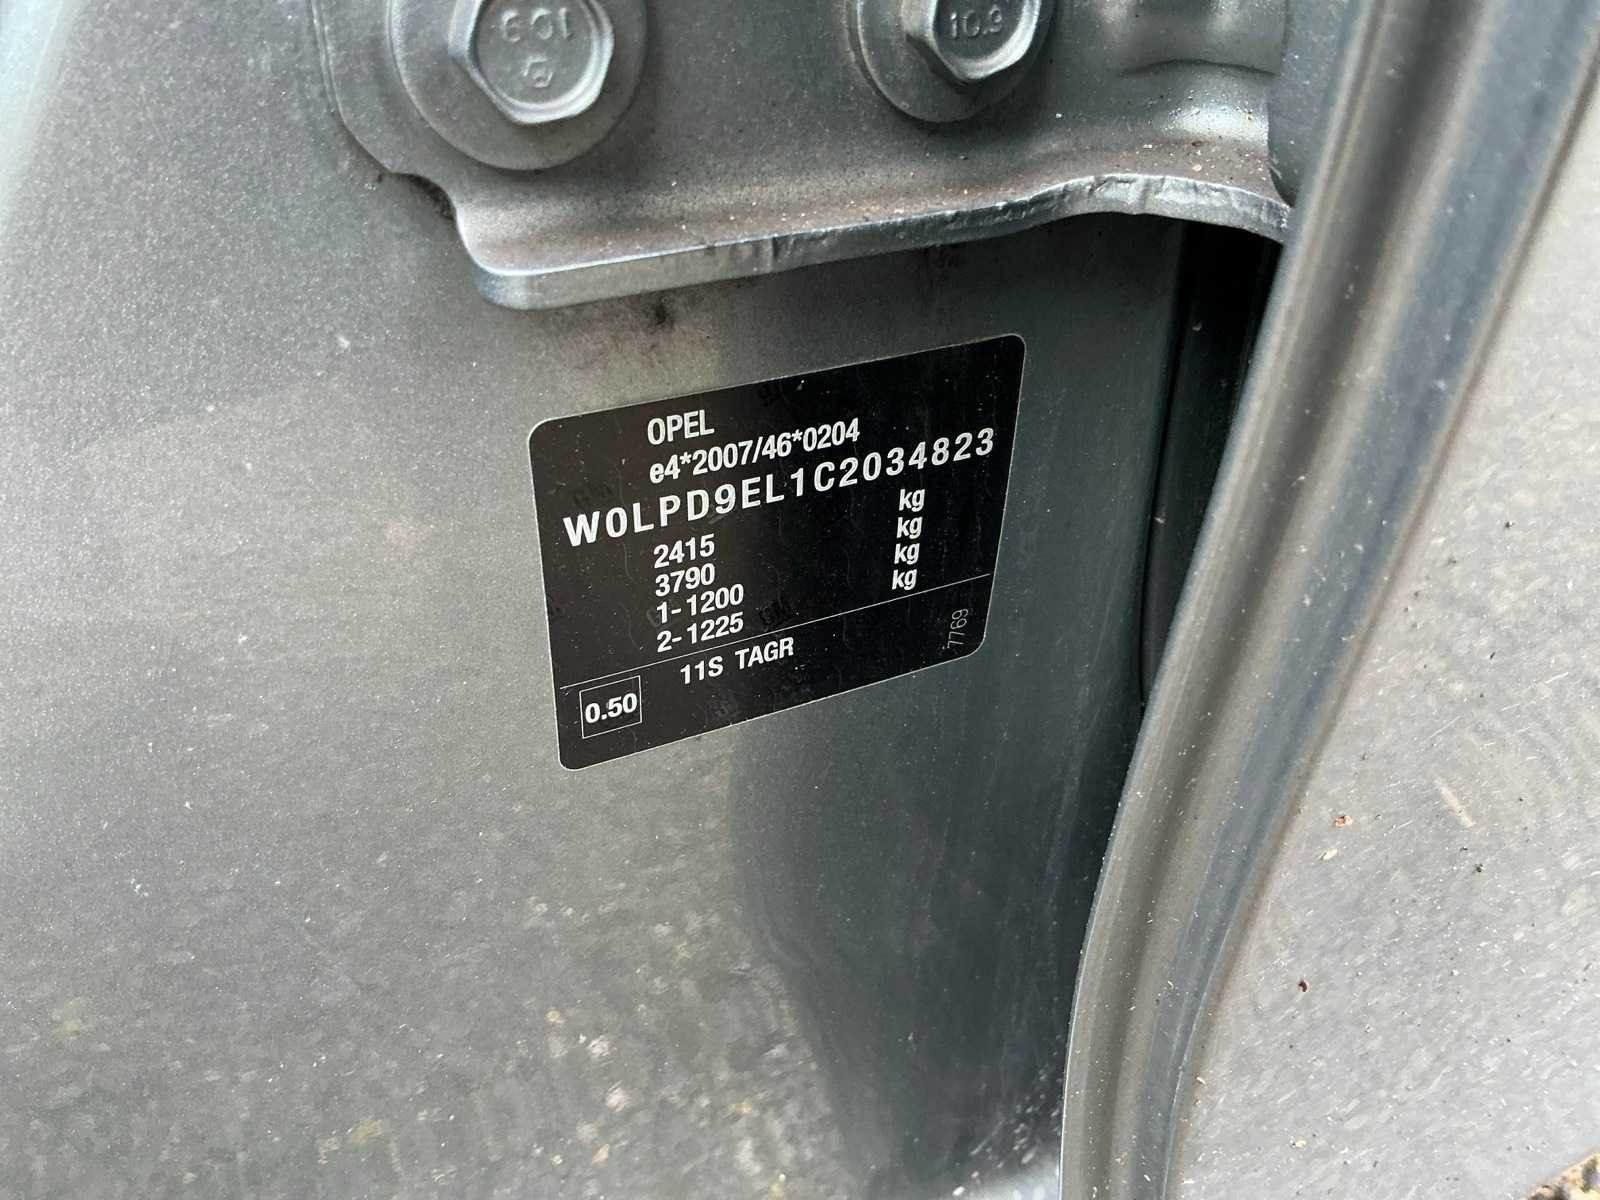 10.9
10.9
OPEL
e4*2007/46*0204
W0LPD9EL1C2034823
2415 kg
3790 kg
1-1200 kg
2-1225 kg
0.50 11S TAGR
7769